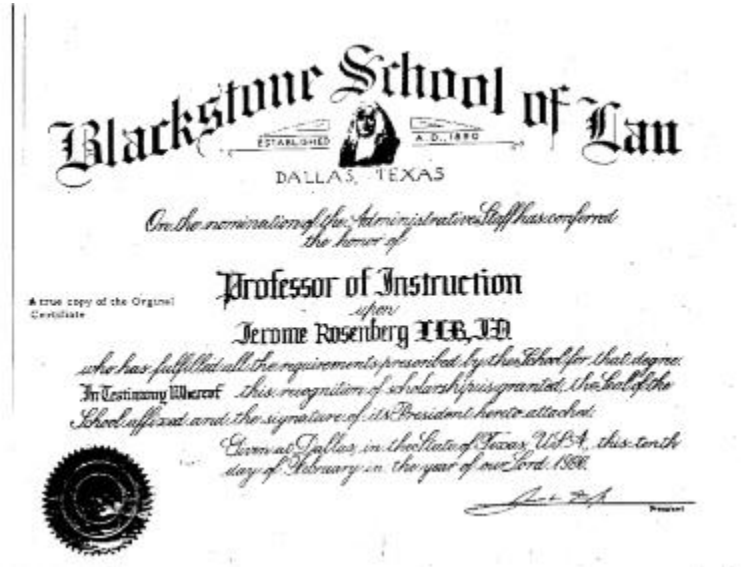 Blackstone School of Law
ESTABLISHED A.D. 1890
DALLAS, TEXAS
On the nomination of the Administrative Staff has conferred
the honor of
Professor of Instruction
upon
Jerome Rosenberg LLB, JD
A true copy of the Orginal
Certificate
who has fulfilled all the requirements prescribed by the School for that degree.
In Testimony Whereof this recognition of scholarship is granted, the Seal of the
School affixed and the signature of its President hereto attached.
Given at Dallas, in the State of Texas, U.S.A. this tenth
day of February in the year of our Lord
President